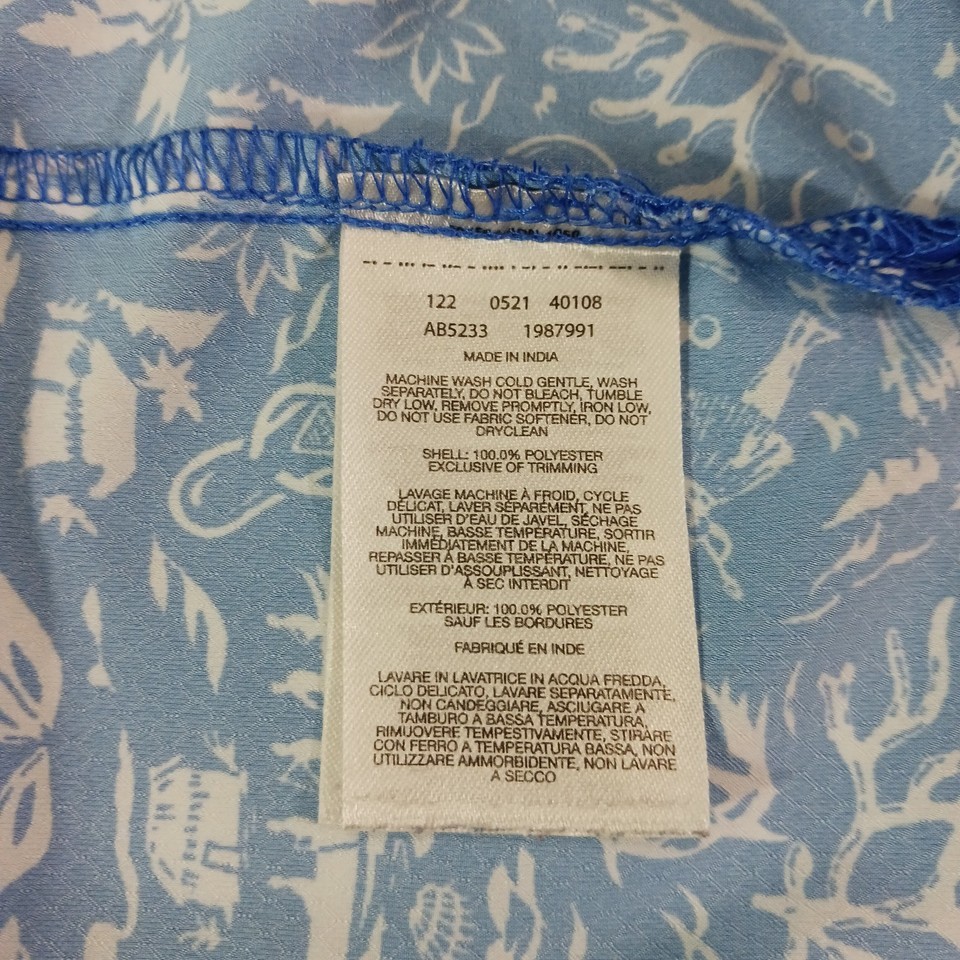 122 0521 40108
AB5233 1987991
MADE IN INDIA
MACHINE WASH COLD GENTLE, WASH
SEPARATELY, DO NOT BLEACH, TUMBLE
DRY LOW, REMOVE PROMPTLY, IRON LOW,
DO NOT USE FABRIC SOFTENER, DO NOT
DRYCLEAN
SHELL: 100.0% POLYESTER
EXCLUSIVE OF TRIMMING
LAVAGE MACHINE À FROID, CYCLE
DÉLICAT, LAVER SÉPARÉMENT, NE PAS
UTILISER D'EAU DE JAVEL, SÉCHAGE
MACHINE, BASSE TEMPÉRATURE, SORTIR
IMMÉDIATEMENT DE LA MACHINE,
REPASSER À BASSE TEMPÉRATURE, NE PAS
UTILISER D'ASSOUPLISSANT, NETTOYAGE
À SEC INTERDIT
EXTÉRIEUR: 100.0% POLYESTER
SAUF LES BORDURES
FABRIQUÉ EN INDE
LAVARE IN LAVATRICE IN ACQUA FREDDA,
CICLO DELICATO, LAVARE SEPARATAMENTE,
NON CANDEGGIARE, ASCIUGARE A
TAMBURO A BASSA TEMPERATURA,
RIMUOVERE TEMPESTIVAMENTE, STIRARE
CON FERRO A TEMPERATURA BASSA, NON
UTILIZZARE AMMORBIDENTE, NON LAVARE
A SECCO